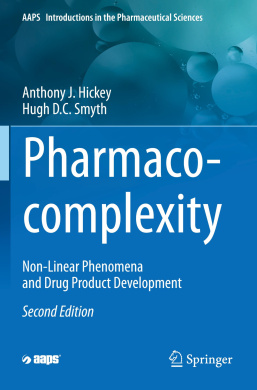 AAPS Introductions in the Pharmaceutical Sciences
Anthony J. Hickey
Hugh D.C. Smyth
Pharmaco-
complexity
Non-Linear Phenomena
and Drug Product Development
Second Edition
aaps®
Springer